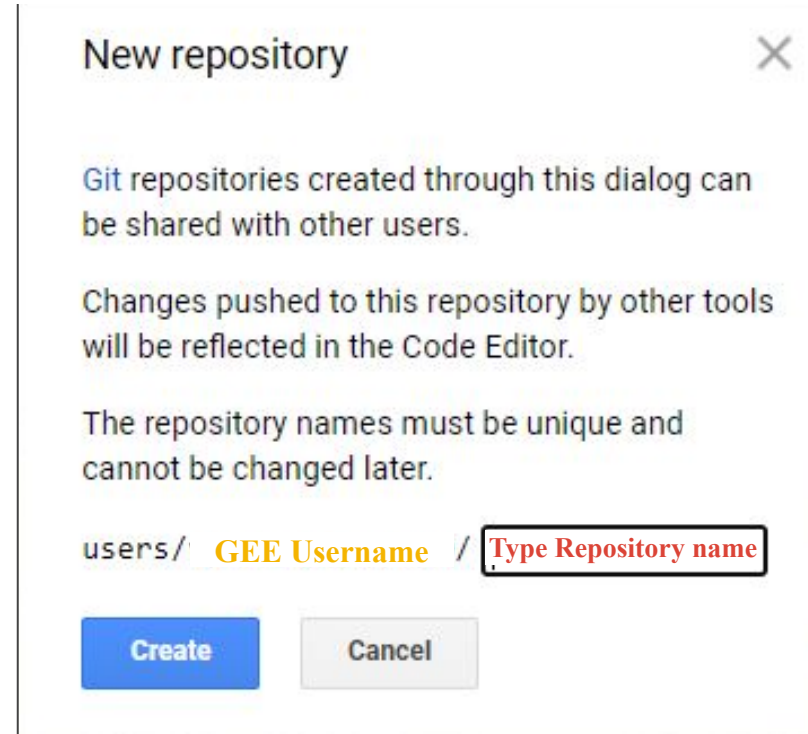 New repository
Git repositories created through this dialog can
be shared with other users.
Changes pushed to this repository by other tools
will be reflected in the Code Editor.
The repository names must be unique and
cannot be changed later.
users/ GEE Username / Type Repository name
Create Cancel